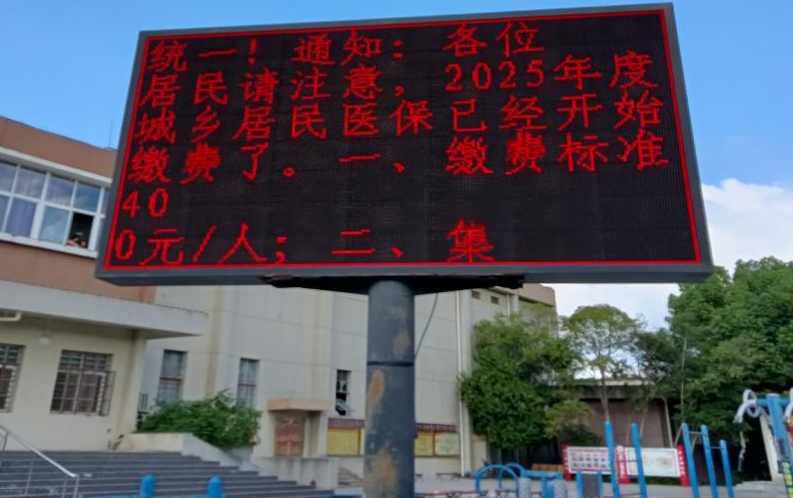 统一! 通知: 各位
居民请注意, 2025年度
城乡居民医保已经开始
缴费了。一、缴费标准
40
0元/人; 二、集